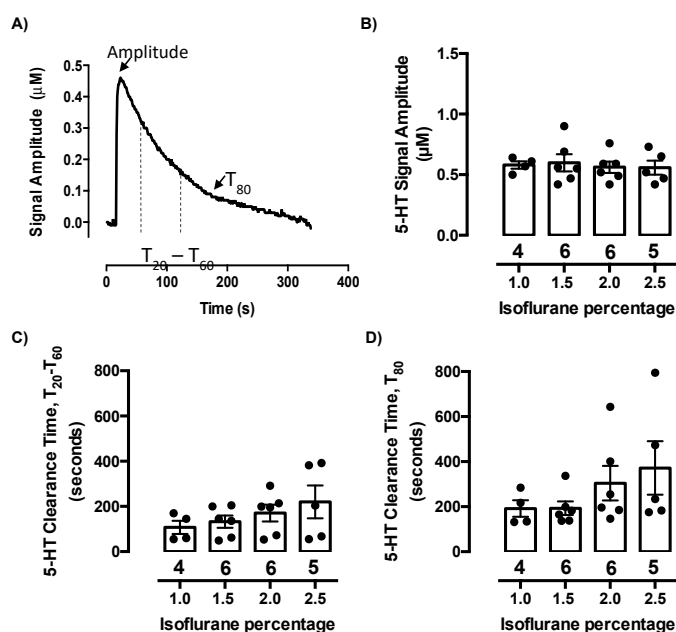 A)
Amplitude
Signal Amplitude (μM)
0.5
0.4
0.3
0.2
0.1
0.0
T80
T20 – T60
0
100
200
300
400
Time (s)
B)
5-HT Signal Amplitude
(μM)
1.5
1.0
0.5
0.0
4 6 6 5
1.0 1.5 2.0 2.5
Isoflurane percentage
C)
5-HT Clearance Time, T20-T60
(seconds)
800
600
400
200
0
4 6 6 5
1.0 1.5 2.0 2.5
Isoflurane percentage
D)
5-HT Clearance Time, T80
(seconds)
800
600
400
200
0
4 6 6 5
1.0 1.5 2.0 2.5
Isoflurane percentage